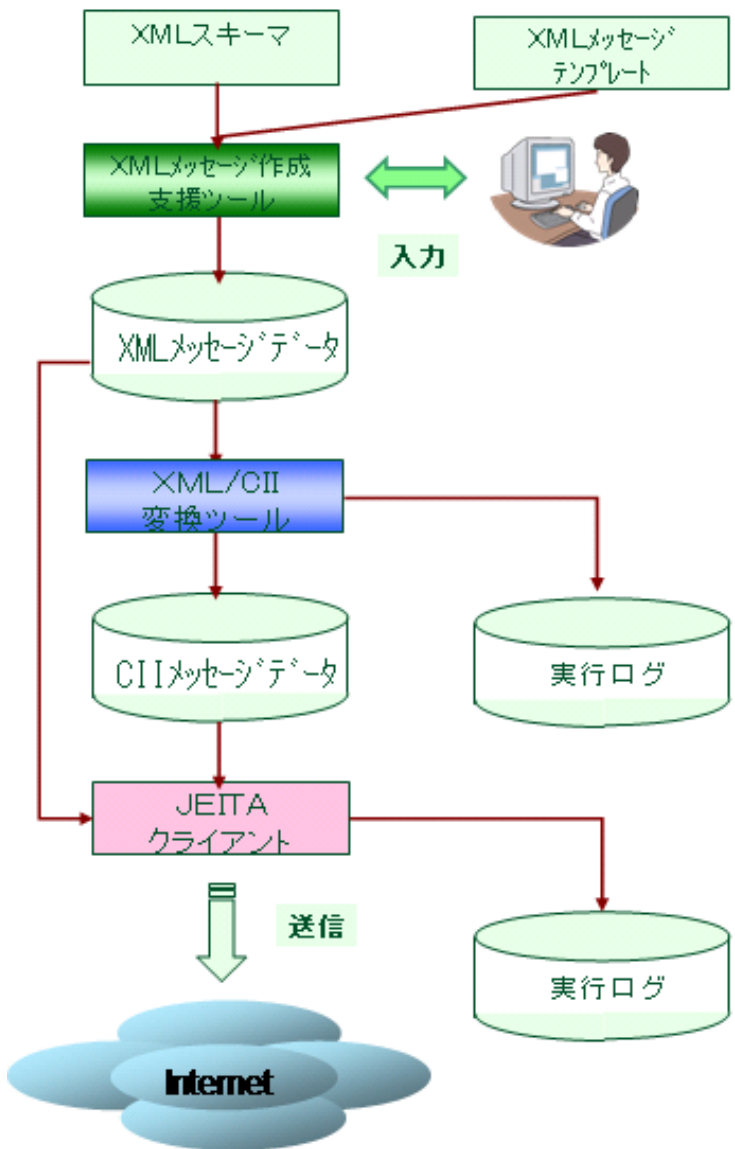 XMLスキーマ
XMLメッセージ
テンプレート
XMLメッセージ作成
支援ツール
入力
XMLメッセージデータ
XML/CII
変換ツール
CIIメッセージデータ
実行ログ
JEITA
クライアント
送信
実行ログ
Internet